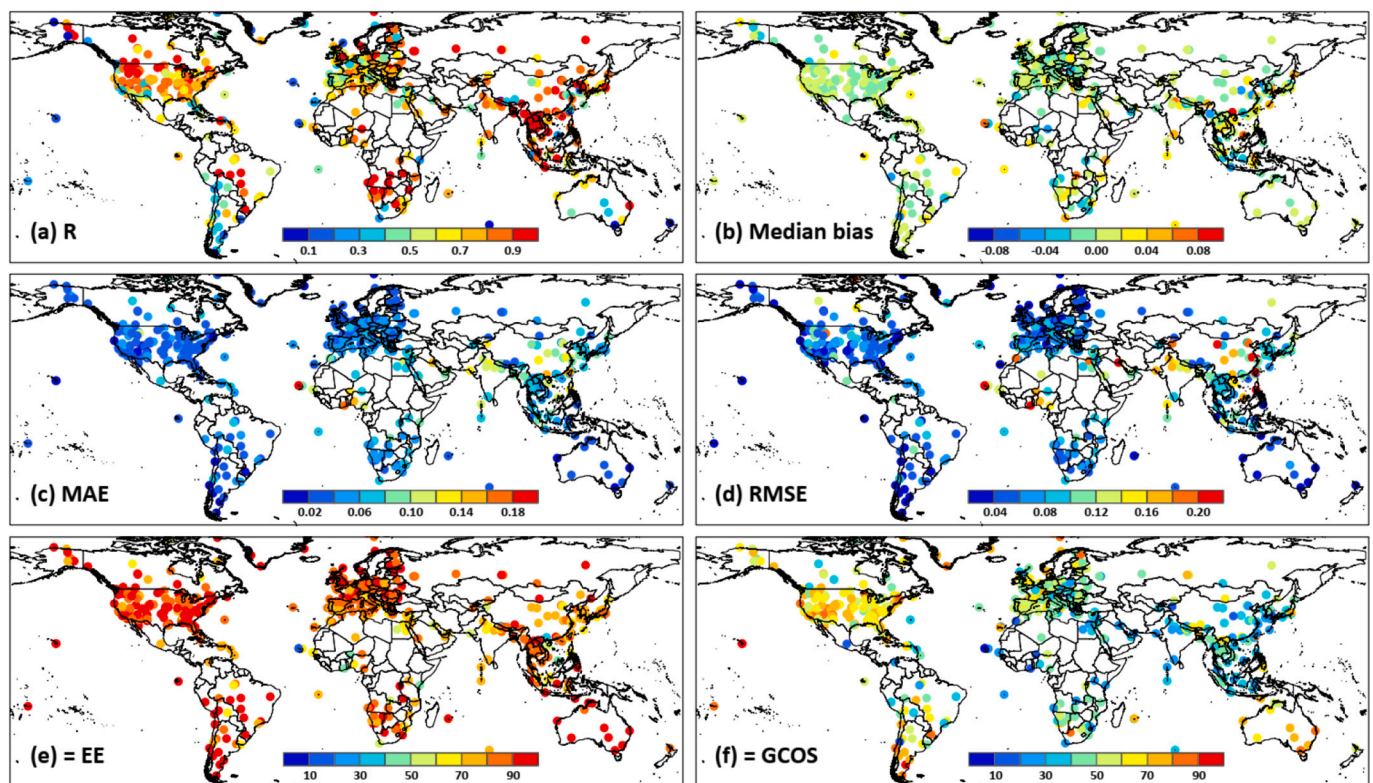 (a) R
0.1 0.3 0.5 0.7 0.9
(b) Median bias
-0.08 -0.04 0.00 0.04 0.08
(c) MAE
0.02 0.06 0.10 0.14 0.18
(d) RMSE
0.04 0.08 0.12 0.16 0.20
(e) = EE
10 30 50 70 90
(f) = GCOS
10 30 50 70 90